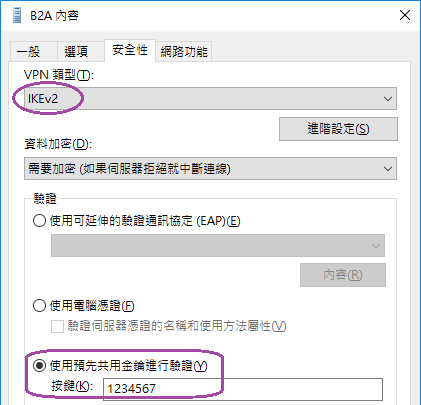 B2A 內容
一般 選項 安全性 網路功能
VPN 類型(T):
IKEv2
進階設定(S)
資料加密(D):
需要加密 (如果伺服器拒絕就中斷連線)
驗證
使用可延伸的驗證通訊協定 (EAP)(E)
內容(R)
使用電腦憑證(F)
驗證伺服器憑證的名稱和使用方法屬性(V)
使用預先共用金鑰進行驗證(Y)
按鍵(K): 1234567